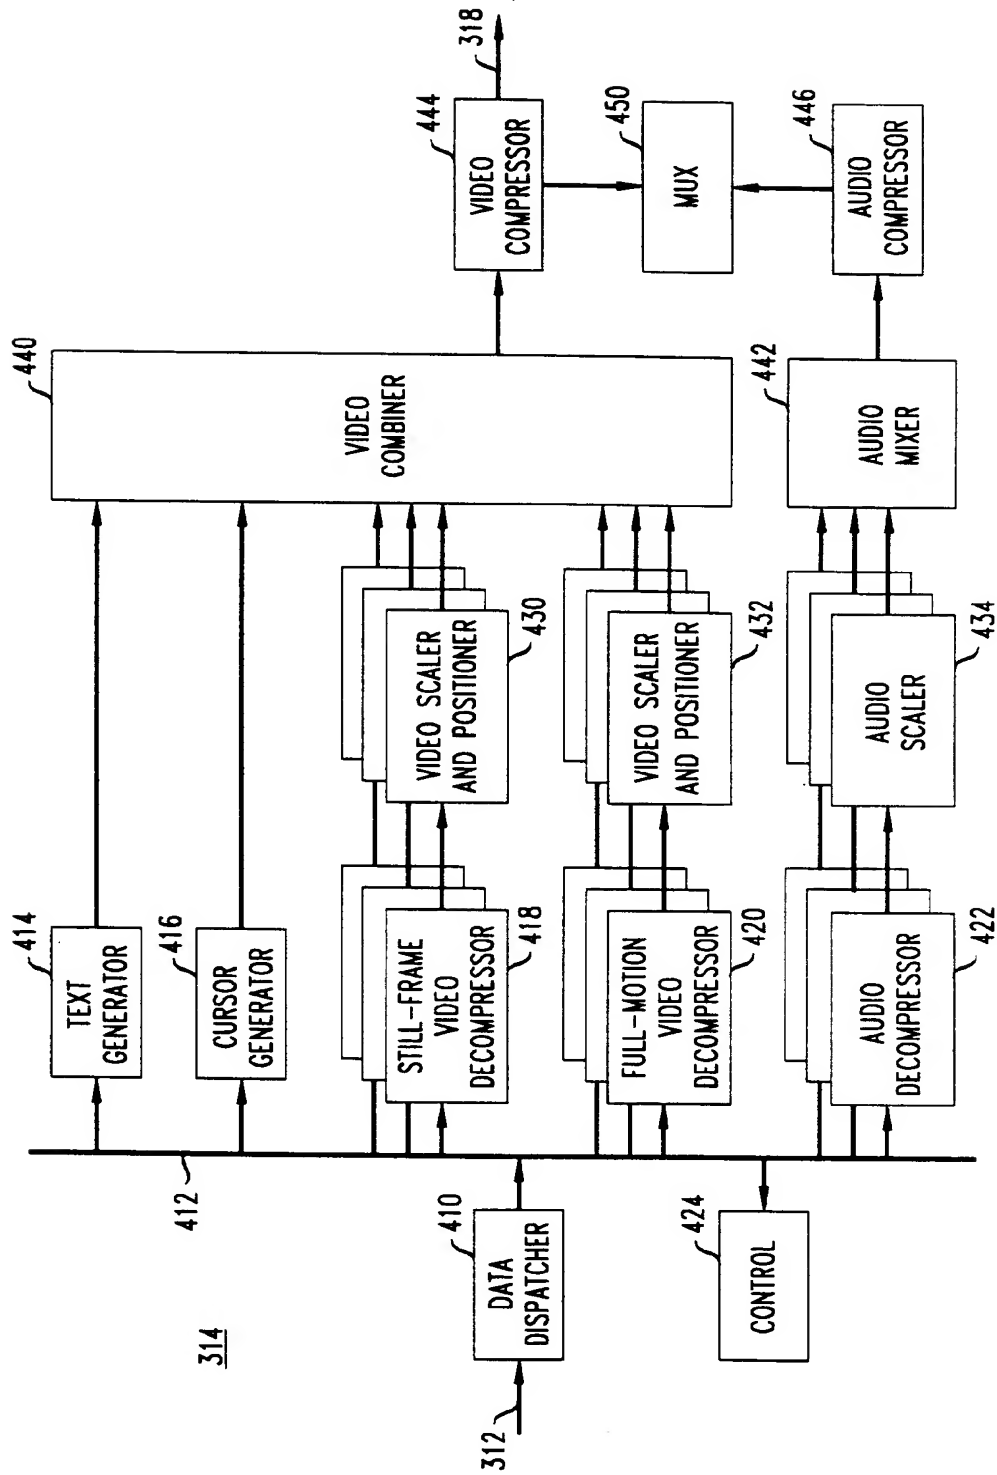 314
312
DATA
DISPATCHER
410
412
CONTROL
424
TEXT
GENERATOR
414
CURSOR
GENERATOR
416
STILL-FRAME
VIDEO
DECOMPRESSOR
418
FULL-MOTION
VIDEO
DECOMPRESSOR
420
AUDIO
DECOMPRESSOR
422
VIDEO SCALER
AND POSITIONER
430
VIDEO SCALER
AND POSITIONER
432
AUDIO
SCALER
434
VIDEO
COMBINER
440
AUDIO
MIXER
442
VIDEO
COMPRESSOR
444
318
MUX
450
AUDIO
COMPRESSOR
446